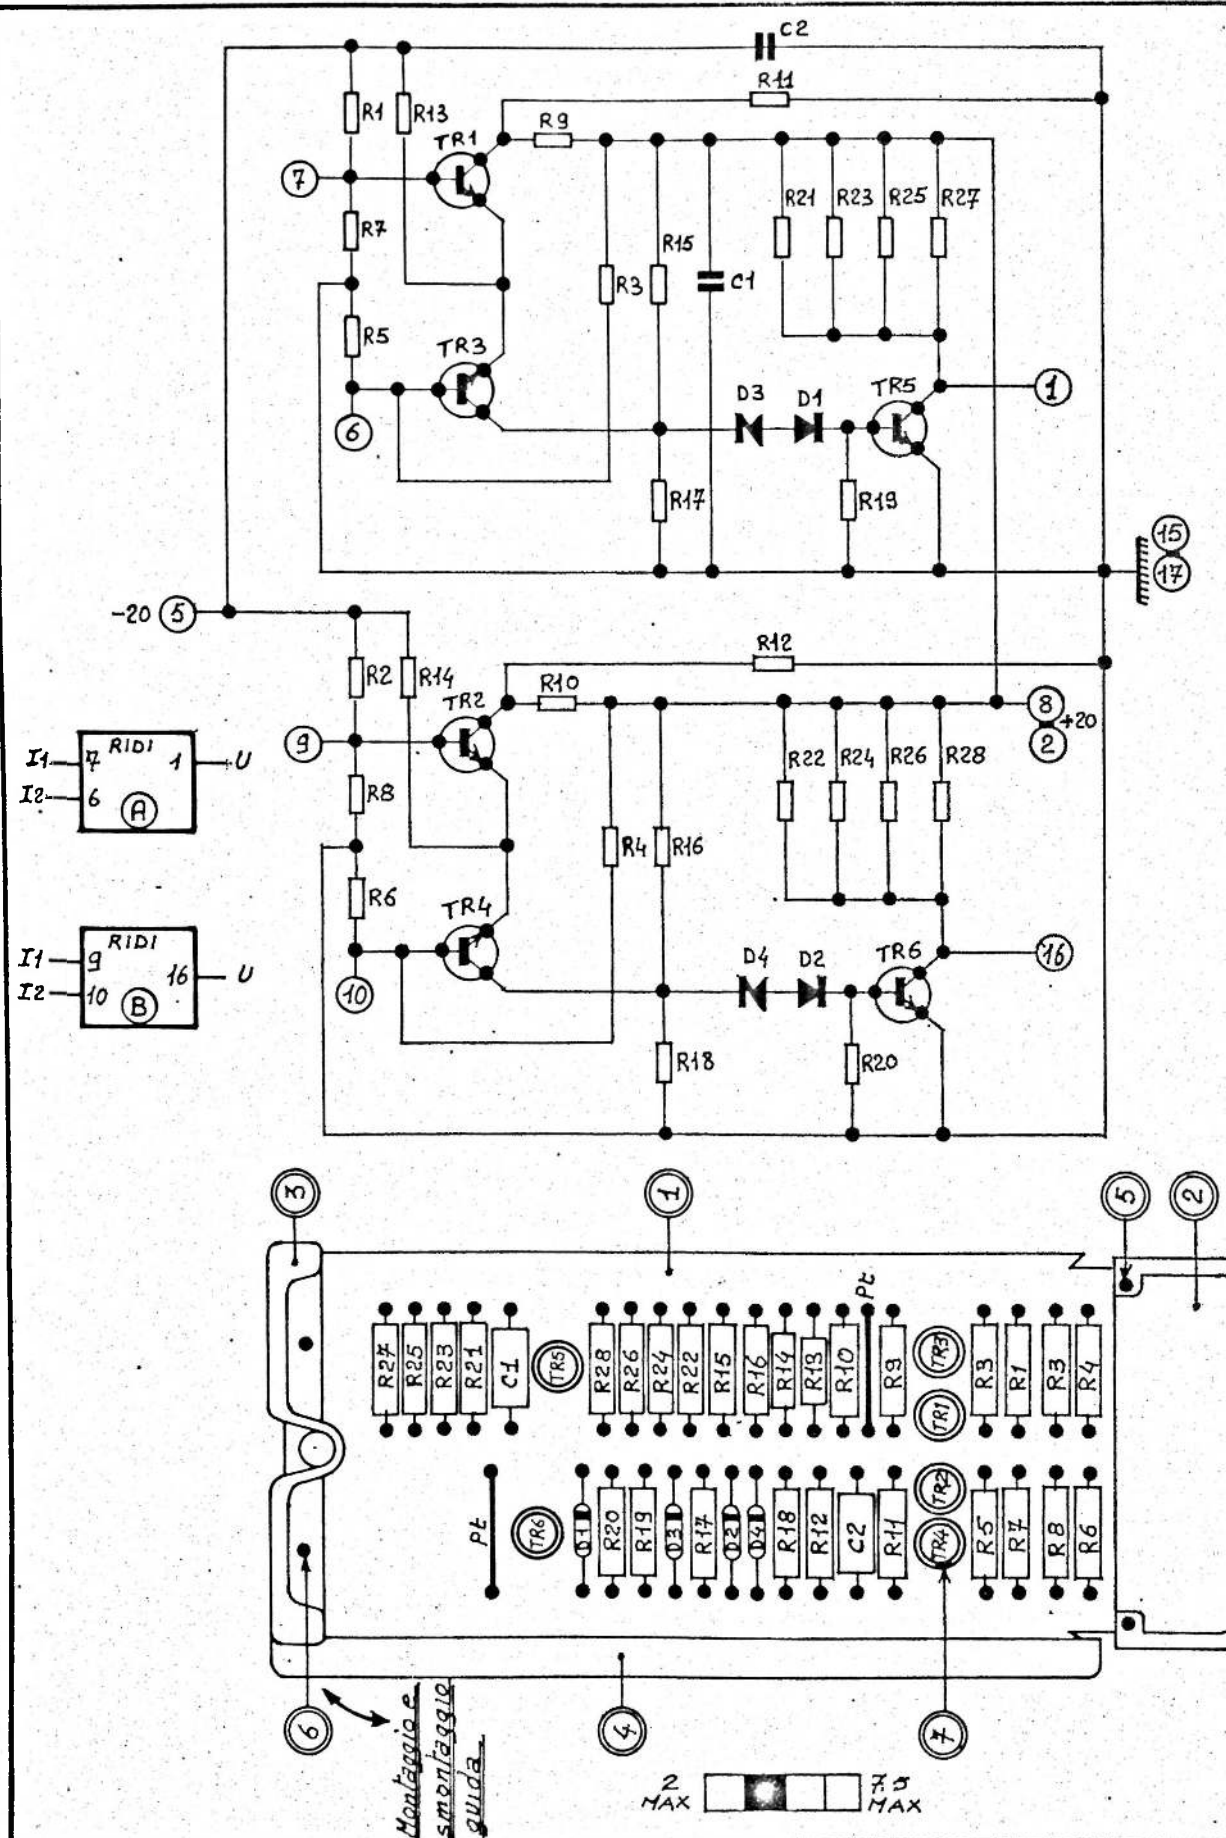 C2
R11
R1
R13
TR1
R9
7
R21
R23
R25
R27
R7
R15
R3
C1
R5
TR3
D3
D1
TR5
1
6
R17
R19
15
17
-20 5
R12
R2
R14
TR2
R10
8
+20
2
9
R22
R24
R26
R28
I1 7 RIDI 1 U
I2 6 A
R8
R4
R16
R6
TR4
I1 9 RIDI
16 U
I2 10 B
D4
D2
TR6
16
10
R18
R20
3
1
5
2
Pt
R27
R25
R23
R21
C1
TR5
R28
R26
R24
R22
R15
R16
R14
R13
R10
R9
TR3
TR1
R3
R1
R3
R4
Pt
TR6
D1
R20
R19
D3
R17
D2
D4
R18
R12
C2
R11
TR2
TR4
R5
R7
R8
R6
6
4
7
Montaggio e
smontaggio
guida
2
MAX
7.5
MAX